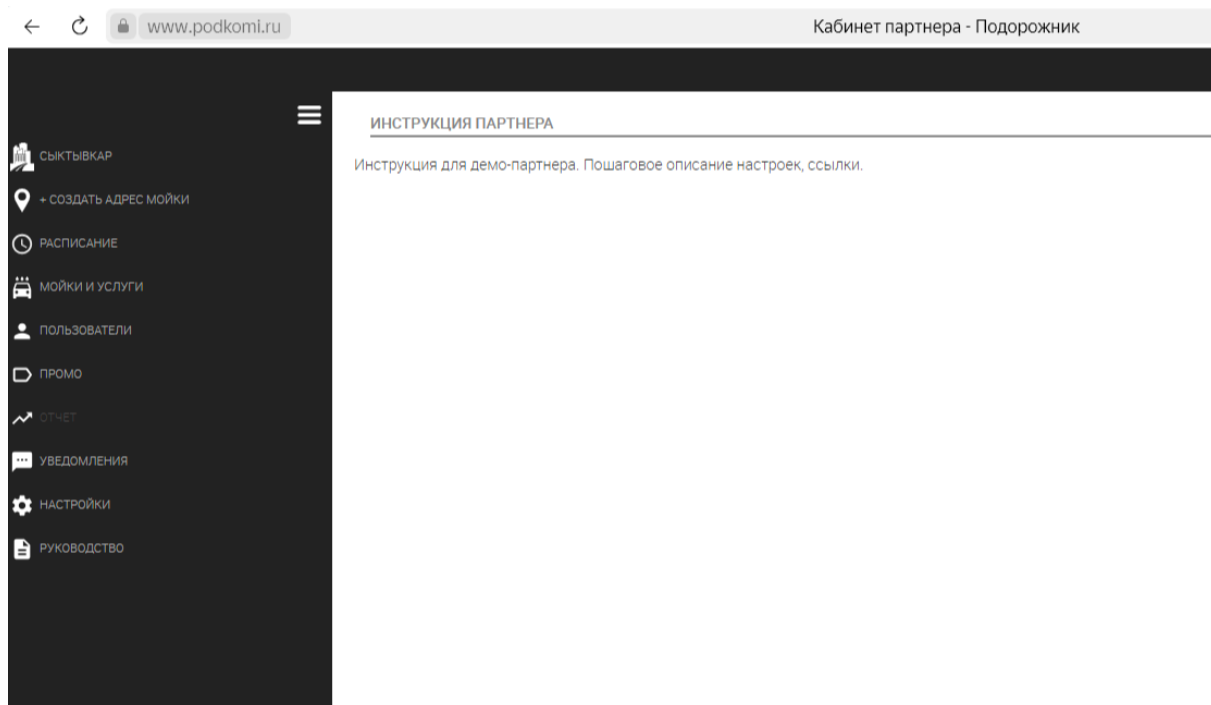 www.podkomi.ru
Кабинет партнера - Подорожник
ИНСТРУКЦИЯ ПАРТНЕРА
Инструкция для демо-партнера. Пошаговое описание настроек, ссылки.
СЫКТЫВКАР
+ СОЗДАТЬ АДРЕС МОЙКИ
РАСПИСАНИЕ
МОЙКИ И УСЛУГИ
ПОЛЬЗОВАТЕЛИ
ПРОМО
ОТЧЕТ
УВЕДОМЛЕНИЯ
НАСТРОЙКИ
РУКОВОДСТВО